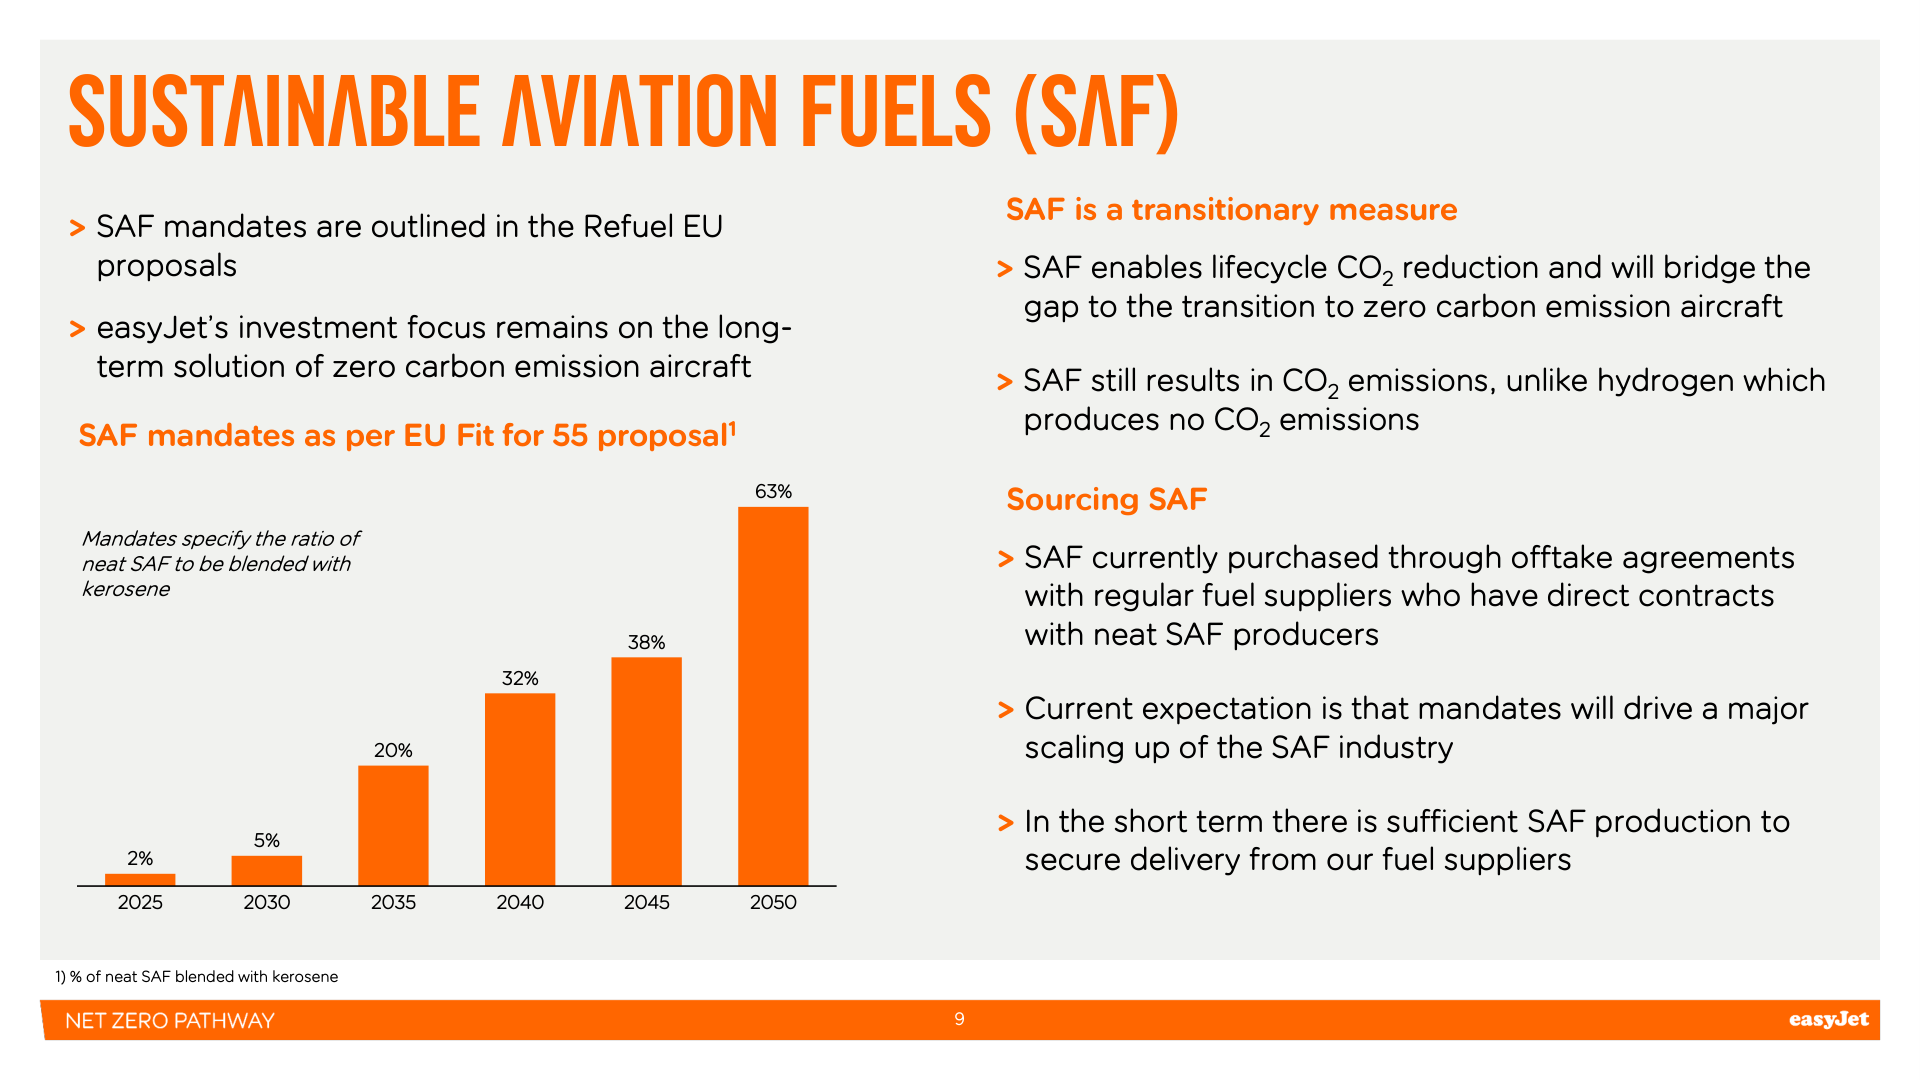 SUSTAINABLE AVIATION FUELS (SAF)
> SAF mandates are outlined in the Refuel EU
proposals
> easyJet’s investment focus remains on the long-
term solution of zero carbon emission aircraft
SAF mandates as per EU Fit for 55 proposal¹
Mandates specify the ratio of
neat SAF to be blended with
kerosene
2%
5%
20%
32%
38%
63%
2025
2030
2035
2040
2045
2050
SAF is a transitionary measure
> SAF enables lifecycle CO₂ reduction and will bridge the
gap to the transition to zero carbon emission aircraft
> SAF still results in CO₂ emissions, unlike hydrogen which
produces no CO₂ emissions
Sourcing SAF
> SAF currently purchased through offtake agreements
with regular fuel suppliers who have direct contracts
with neat SAF producers
> Current expectation is that mandates will drive a major
scaling up of the SAF industry
> In the short term there is sufficient SAF production to
secure delivery from our fuel suppliers
1) % of neat SAF blended with kerosene
NET ZERO PATHWAY
9
easyJet